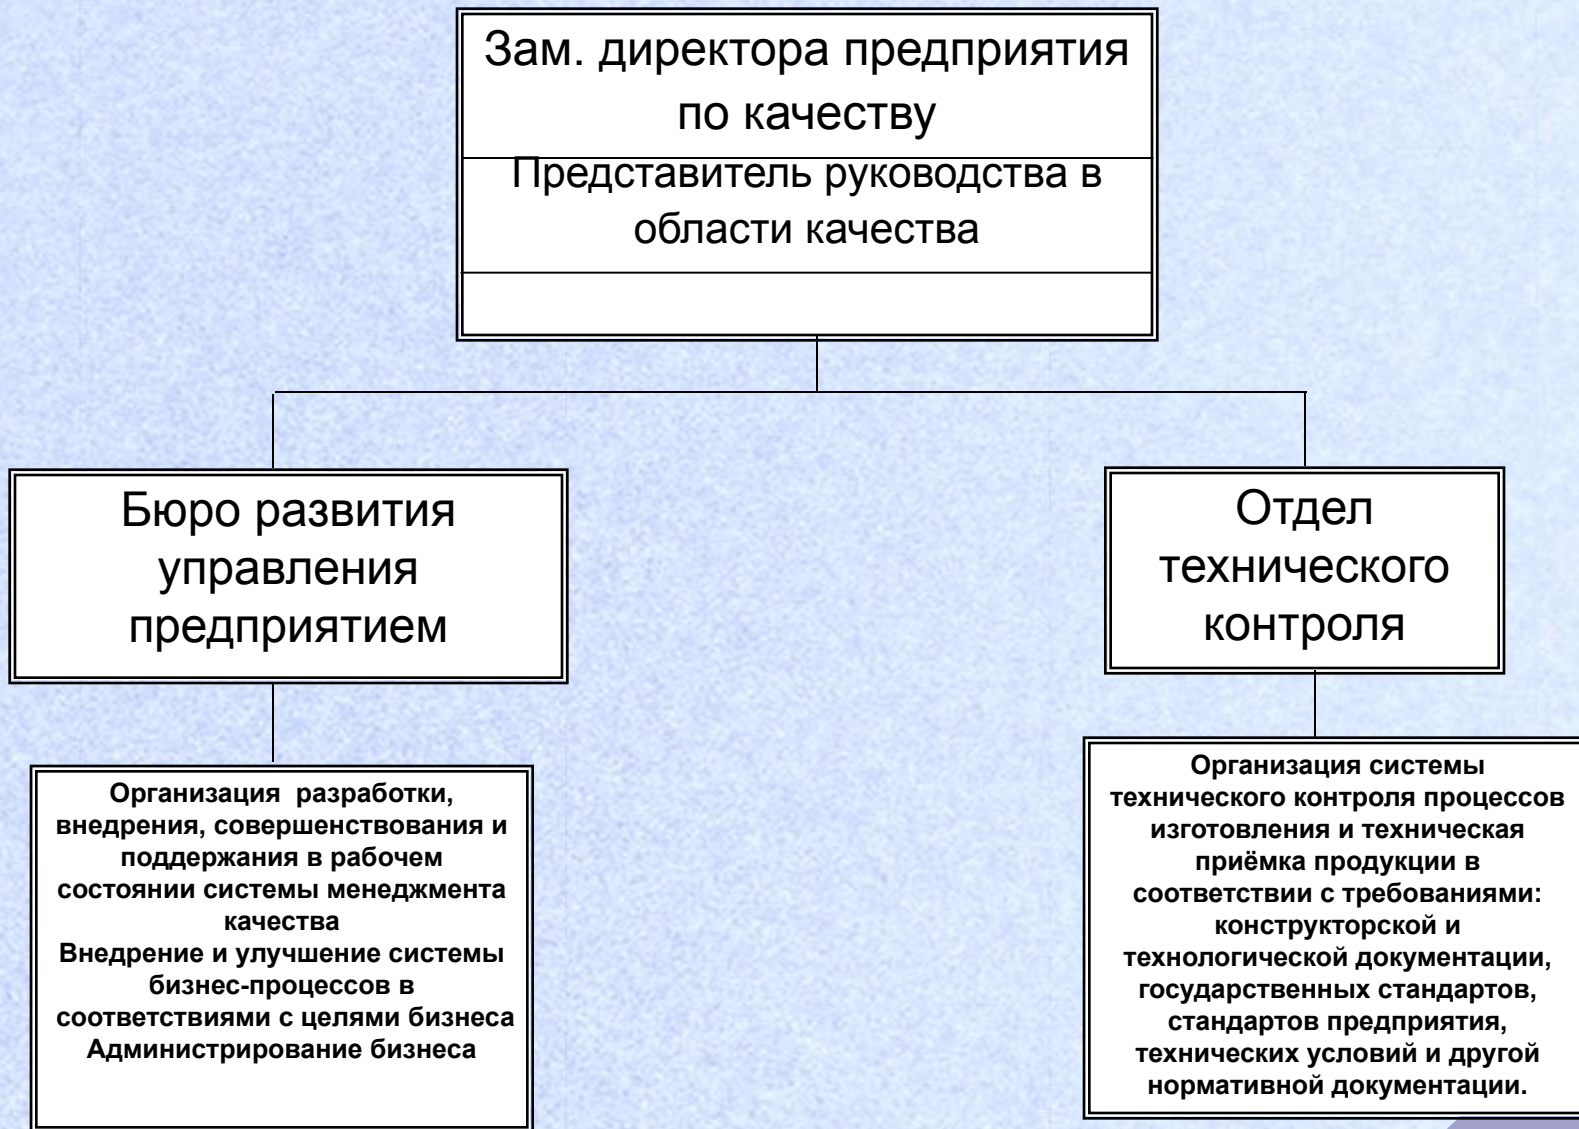 Зам. директора предприятия
по качеству
Представитель руководства в
области качества
Бюро развития
управления
предприятием
Отдел
технического
контроля
Организация разработки,
внедрения, совершенствования и
поддержания в рабочем
состоянии системы менеджмента
качества
Внедрение и улучшение системы
бизнес-процессов в
соответствиями с целями бизнеса
Администрирование бизнеса
Организация системы
технического контроля процессов
изготовления и техническая
приёмка продукции в
соответствии с требованиями:
конструкторской и
технологической документации,
государственных стандартов,
стандартов предприятия,
технических условий и другой
нормативной документации.